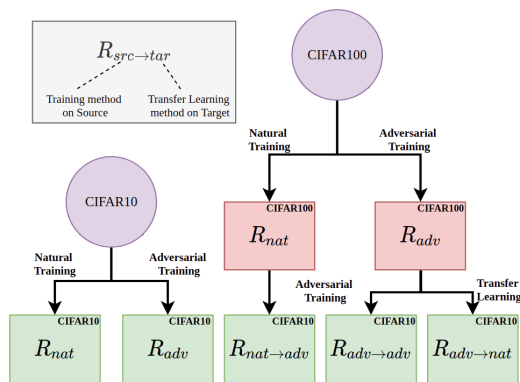 R_{src→tar}
Training method
on Source
Transfer Learning
method on Target
CIFAR100
Natural
Training
Adversarial
Training
CIFAR10
CIFAR100
R_{nat}
CIFAR100
R_{adv}
Natural
Training
Adversarial
Training
Adversarial
Training
Transfer
Learning
CIFAR10
R_{nat}
CIFAR10
R_{adv}
CIFAR10
R_{nat→adv}
CIFAR10
R_{adv→adv}
CIFAR10
R_{adv→nat}